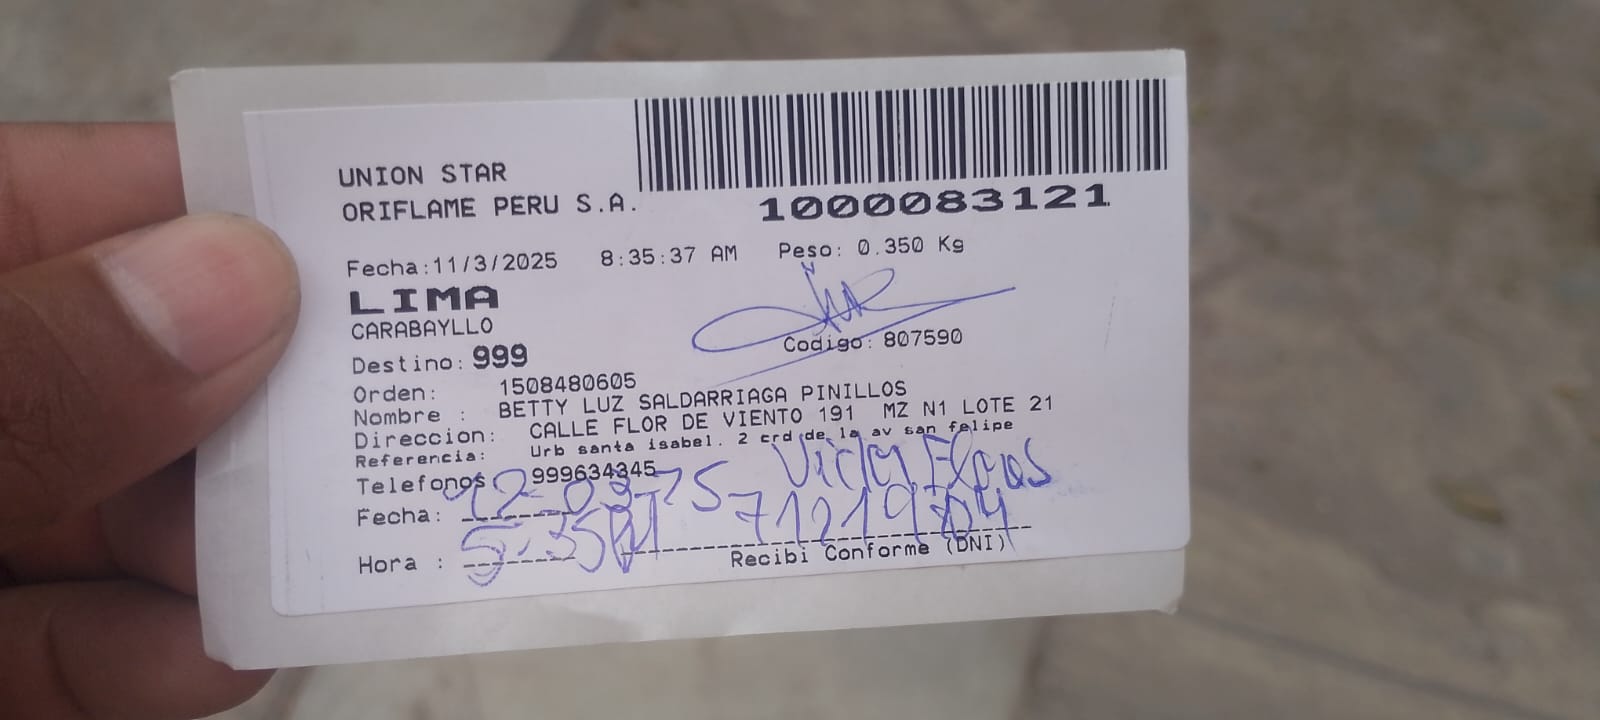 UNION STAR
ORIFLAME PERU S.A.
1000083121
Fecha:11/3/2025 8:35:37 AM Peso: 0.350 Kg
LIMA
CARABAYLLO
Codigo: 807590
Destino: 999
Orden: 1508480605
Nombre : BETTY LUZ SALDARRIAGA PINILLOS
Direccion: CALLE FLOR DE VIENTO 191 MZ N1 LOTE 21
Referencia: Urb santa isabel. 2 crd de la av san felipe
Telefonos 999634345
Fecha: 12-03-25
Hora :
Recibi Conforme (DNI)